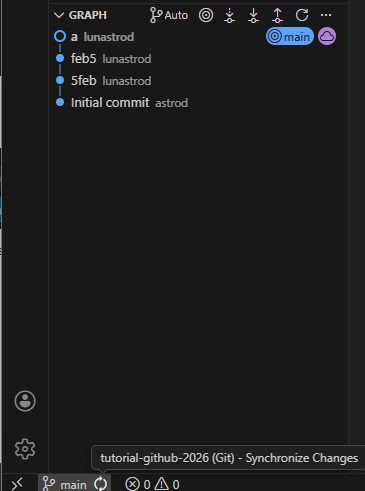 GRAPH Auto
a lunastrod main
feb5 lunastrod
5feb lunastrod
Initial commit astrod
tutorial-github-2026 (Git) - Synchronize Changes
main 0 0